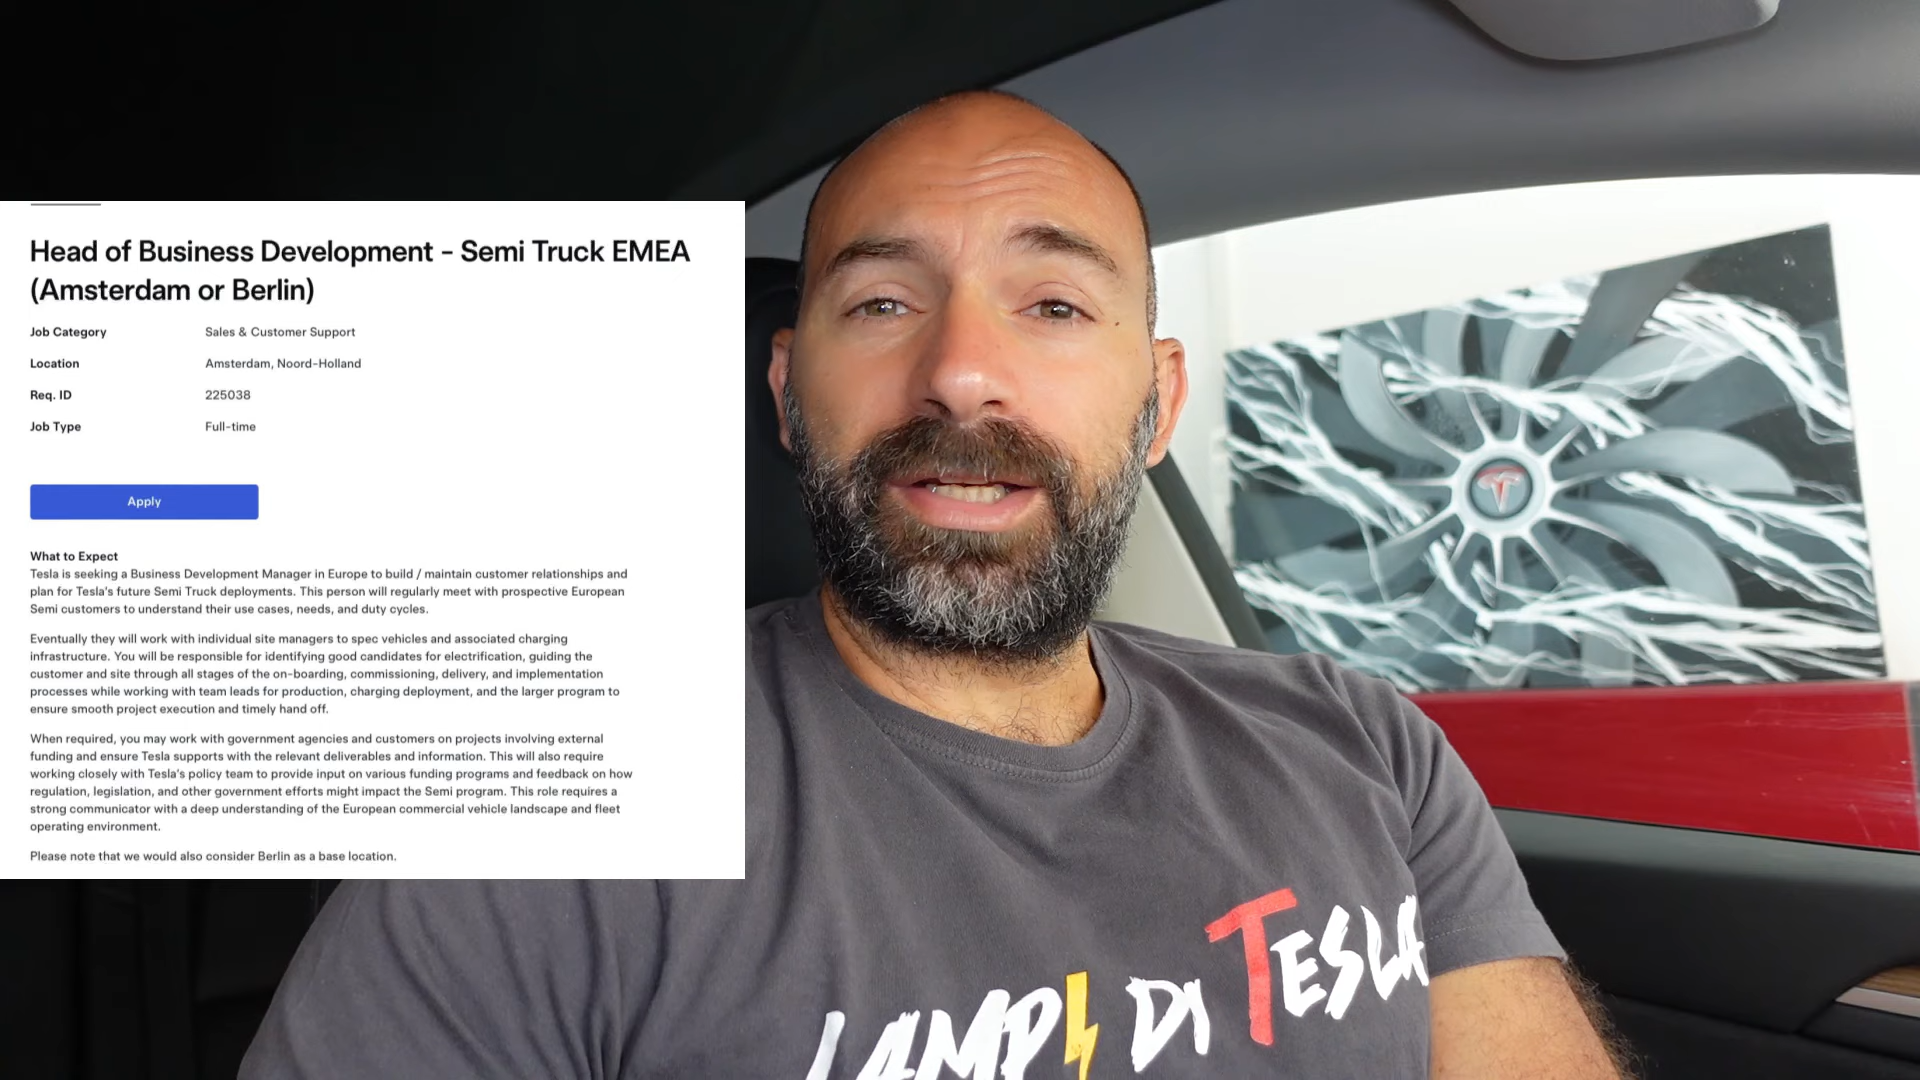 Head of Business Development - Semi Truck EMEA
(Amsterdam or Berlin)
Job Category Sales & Customer Support
Location Amsterdam, Noord-Holland
Req. ID 225038
Job Type Full-time
Apply
What to Expect
Tesla is seeking a Business Development Manager in Europe to build / maintain customer relationships and
plan for Tesla's future Semi Truck deployments. This person will regularly meet with prospective European
Semi customers to understand their use cases, needs, and duty cycles.
Eventually they will work with individual site managers to spec vehicles and associated charging
infrastructure. You will be responsible for identifying good candidates for electrification, guiding the
customer and site through all stages of the on-boarding, commissioning, delivery, and implementation
processes while working with team leads for production, charging deployment, and the larger program to
ensure smooth project execution and timely hand off.
When required, you may work with government agencies and customers on projects involving external
funding and ensure Tesla supports with the relevant deliverables and information. This will also require
working closely with Tesla's policy team to provide input on various funding programs and feedback on how
regulation, legislation, and other government efforts might impact the Semi program. This role requires a
strong communicator with a deep understanding of the European commercial vehicle landscape and fleet
operating environment.
Please note that we would also consider Berlin as a base location.
LAMPI DI TESLA